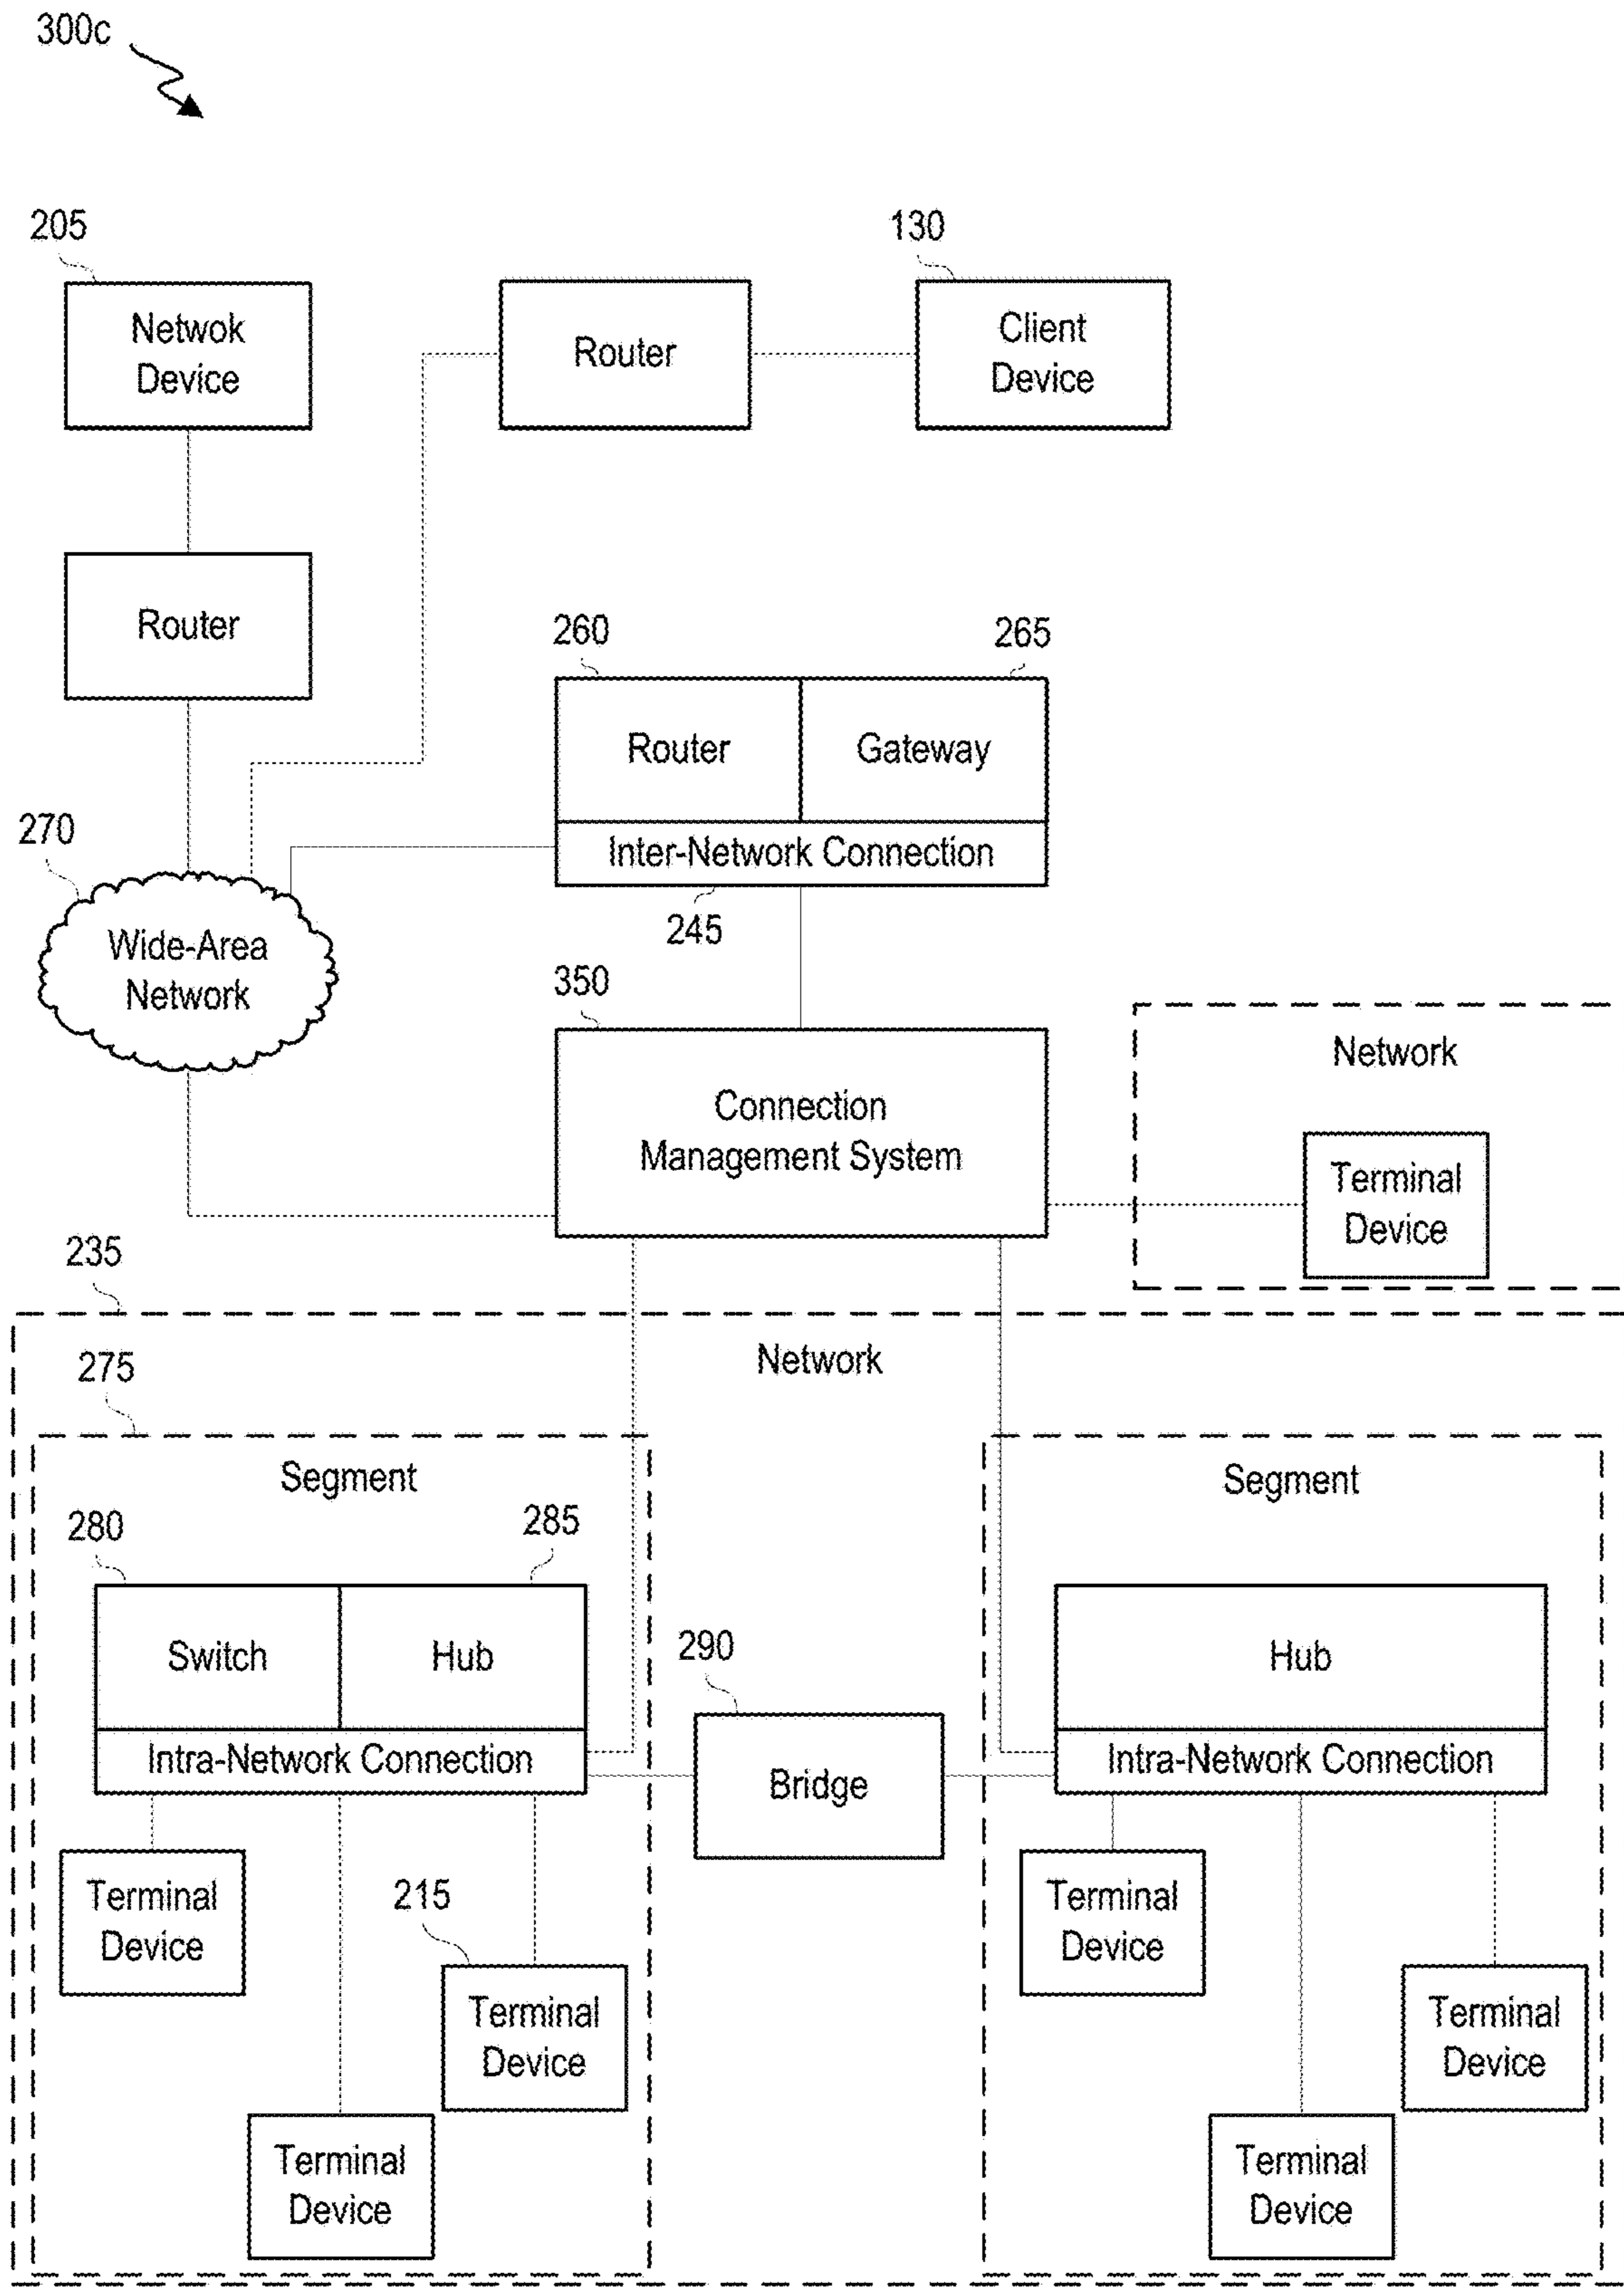 300c
205
130
Netwok
Device
Router
Client
Device
Router
260
265
Router
Gateway
Inter-Network Connection
245
270
Wide-Area
Network
350
Connection
Management System
Network
Terminal
Device
235
Network
275
Segment
Segment
280
285
Switch
Hub
Intra-Network Connection
290
Bridge
Hub
Intra-Network Connection
Terminal
Device
215
Terminal
Device
Terminal
Device
Terminal
Device
Terminal
Device
Terminal
Device